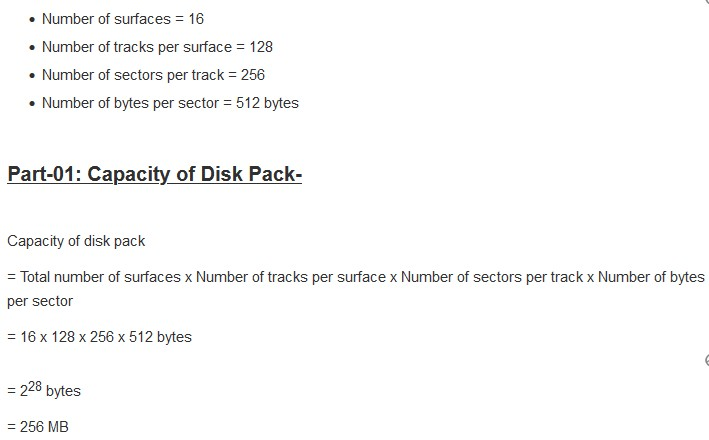 • Number of surfaces = 16
• Number of tracks per surface = 128
• Number of sectors per track = 256
• Number of bytes per sector = 512 bytes
Part-01: Capacity of Disk Pack-
Capacity of disk pack
= Total number of surfaces x Number of tracks per surface x Number of sectors per track x Number of bytes
per sector
= 16 x 128 x 256 x 512 bytes
= 2²⁸ bytes
= 256 MB